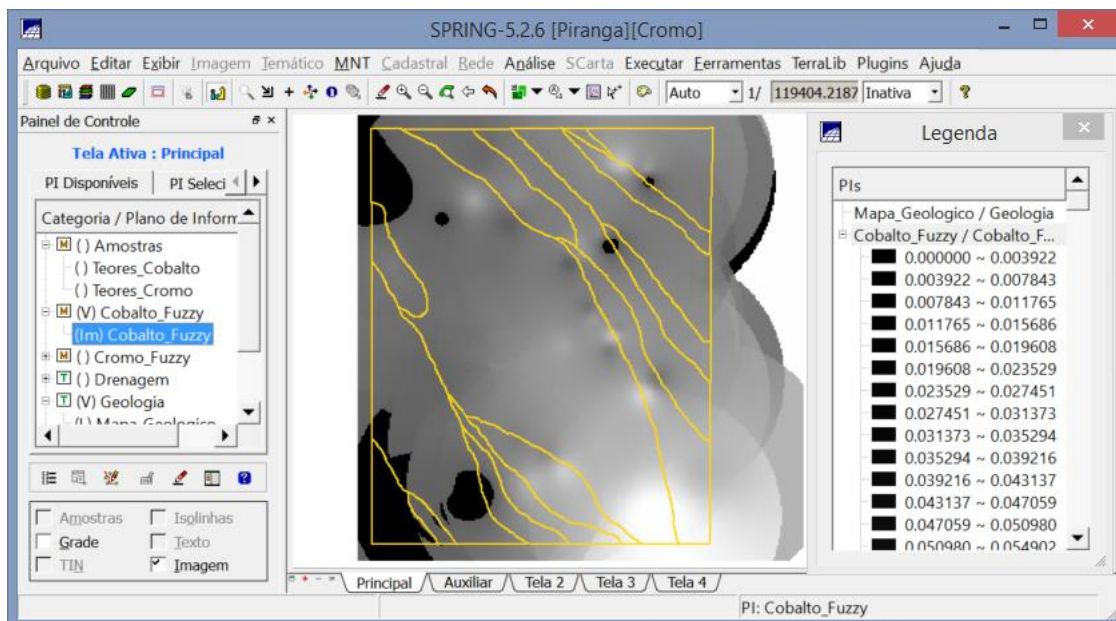 SPRING-5.2.6 [Piranga][Cromo]
Arquivo Editar Exibir Imagem Temático MNT Cadastral Rede Análise SCarta Executar Ferramentas TerraLib Plugins Ajuda
Auto 1/ 119404.2187 Inativa
Painel de Controle
Tela Ativa : Principal
PI Disponíveis PI Seleci
Categoria / Plano de Inform
() Amostras
() Teores_Cobalto
() Teores_Cromo
(V) Cobalto_Fuzzy
(Im) Cobalto_Fuzzy
() Cromo_Fuzzy
() Drenagem
(V) Geologia
(L) Mapa_Geologico
Amostras Isolinhas
Grade Texto
TIN Imagem
Legenda
PIs
Mapa_Geologico / Geologia
Cobalto_Fuzzy / Cobalto_F...
0.000000 ~ 0.003922
0.003922 ~ 0.007843
0.007843 ~ 0.011765
0.011765 ~ 0.015686
0.015686 ~ 0.019608
0.019608 ~ 0.023529
0.023529 ~ 0.027451
0.027451 ~ 0.031373
0.031373 ~ 0.035294
0.035294 ~ 0.039216
0.039216 ~ 0.043137
0.043137 ~ 0.047059
0.047059 ~ 0.050980
0.050980 ~ 0.054902
Principal Auxiliar Tela 2 Tela 3 Tela 4
PI: Cobalto_Fuzzy